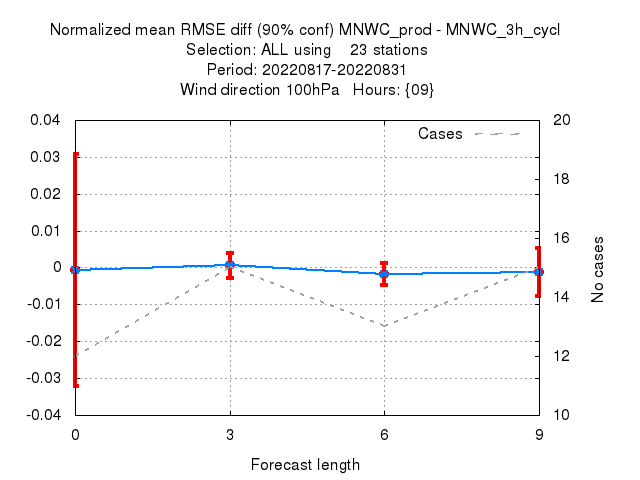 Normalized mean RMSE diff (90% conf) MNWC_prod - MNWC_3h_cycl
Selection: ALL using    23 stations
Period: 20220817-20220831
Wind direction 100hPa   Hours: {09}
Cases
0.04
0.03
0.02
0.01
0
-0.01
-0.02
-0.03
-0.04
20
18
16
14
12
10
No cases
0 3 6 9
Forecast length